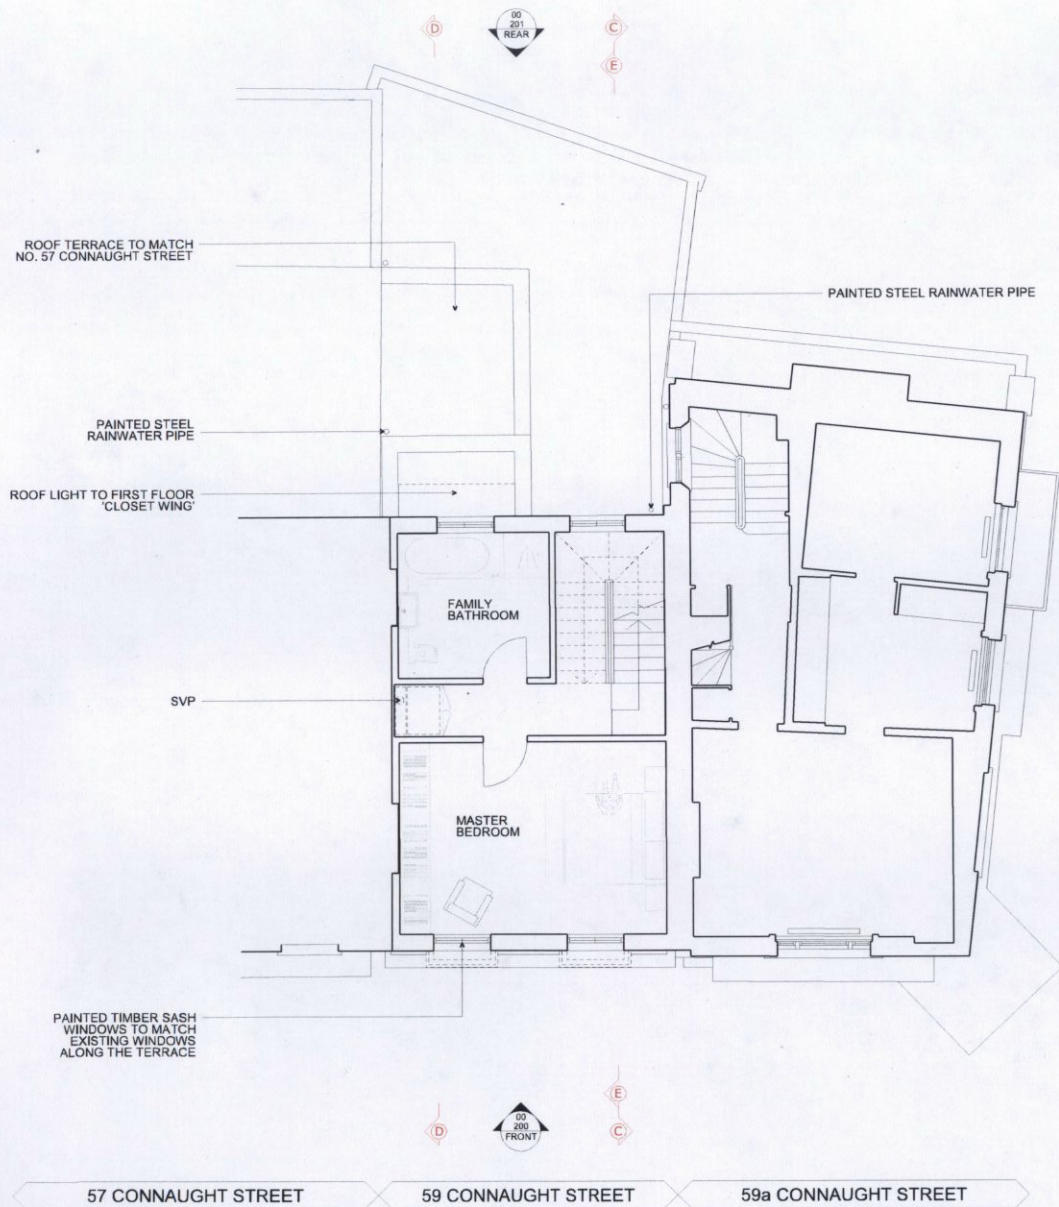 D
00
201
REAR
C
E
ROOF TERRACE TO MATCH
NO. 57 CONNAUGHT STREET
PAINTED STEEL RAINWATER PIPE
PAINTED STEEL
RAINWATER PIPE
ROOF LIGHT TO FIRST FLOOR
'CLOSET WING'
FAMILY
BATHROOM
SVP
MASTER
BEDROOM
PAINTED TIMBER SASH
WINDOWS TO MATCH
EXISTING WINDOWS
ALONG THE TERRACE
E
D
00
200
FRONT
C
57 CONNAUGHT STREET
59 CONNAUGHT STREET
59a CONNAUGHT STREET